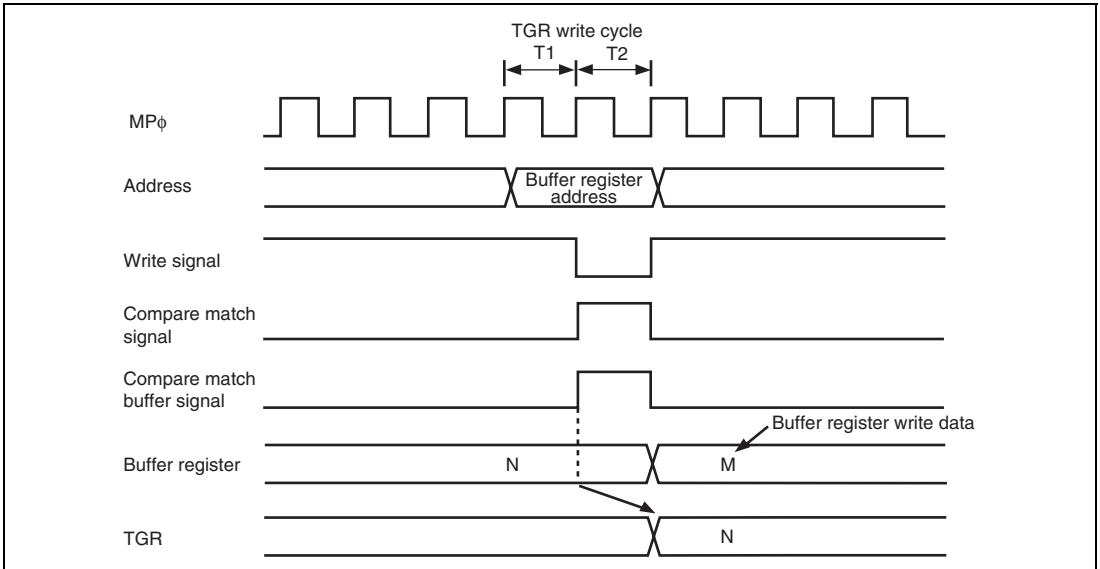 TGR write cycle
T1 T2
MPφ
Address
Buffer register
address
Write signal
Compare match
signal
Compare match
buffer signal
Buffer register write data
Buffer register
N M
TGR
N